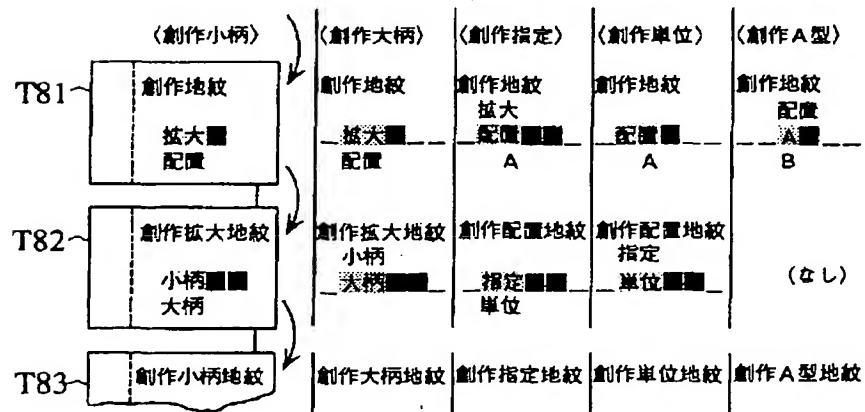 〈創作小柄〉 〈創作大柄〉 〈創作指定〉 〈創作単位〉 〈創作A型〉
T81 創作地紋 創作地紋 創作地紋 創作地紋 創作地紋
拡大 配置
拡大 拡大 配置 配置 A
配置 配置 A A B
T82 創作拡大地紋 創作拡大地紋 創作配置地紋 創作配置地紋
小柄 指定
小柄 大柄 指定 単位 (なし)
大柄 単位
T83 創作小柄地紋 創作大柄地紋 創作指定地紋 創作単位地紋 創作A型地紋